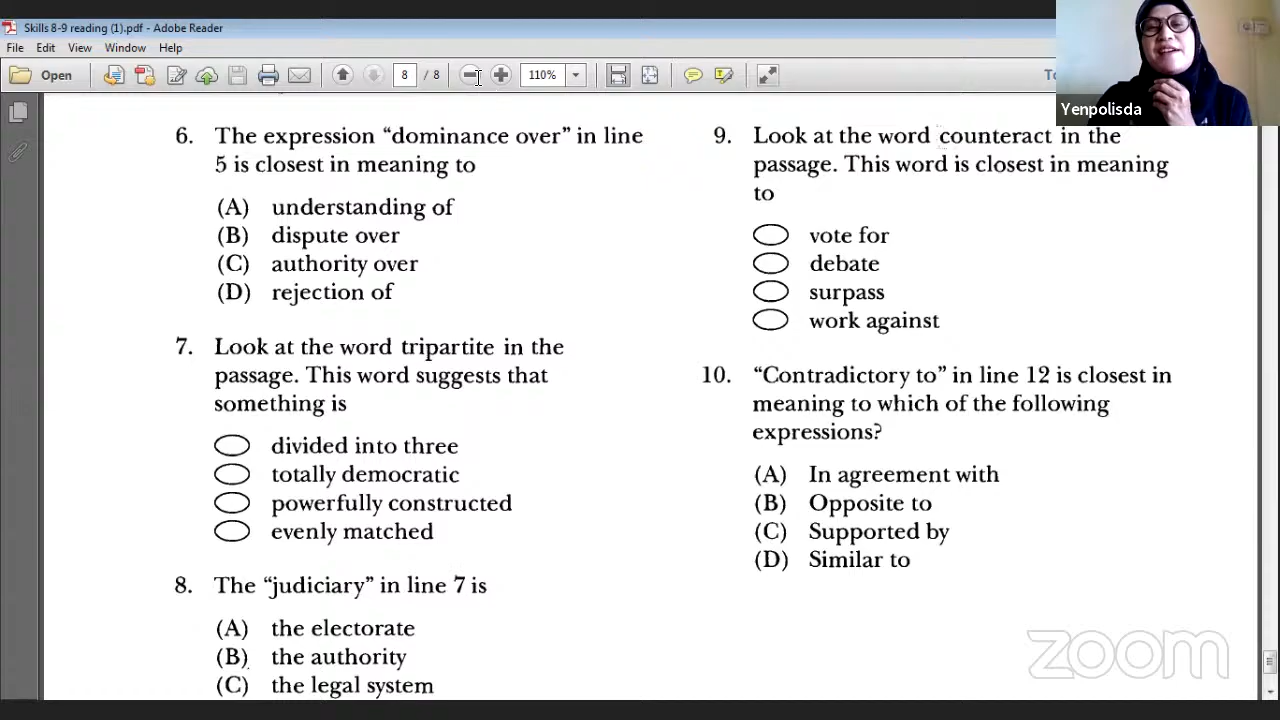 Skills 8-9 reading (1).pdf - Adobe Reader
File Edit View Window Help
Open 8 / 8 110%
Yenpolisda
6. The expression “dominance over” in line
5 is closest in meaning to
(A) understanding of
(B) dispute over
(C) authority over
(D) rejection of
7. Look at the word tripartite in the
passage. This word suggests that
something is
divided into three
totally democratic
powerfully constructed
evenly matched
8. The “judiciary” in line 7 is
(A) the electorate
(B) the authority
(C) the legal system
9. Look at the word counteract in the
passage. This word is closest in meaning
to
vote for
debate
surpass
work against
10. “Contradictory to” in line 12 is closest in
meaning to which of the following
expressions?
(A) In agreement with
(B) Opposite to
(C) Supported by
(D) Similar to
zoom